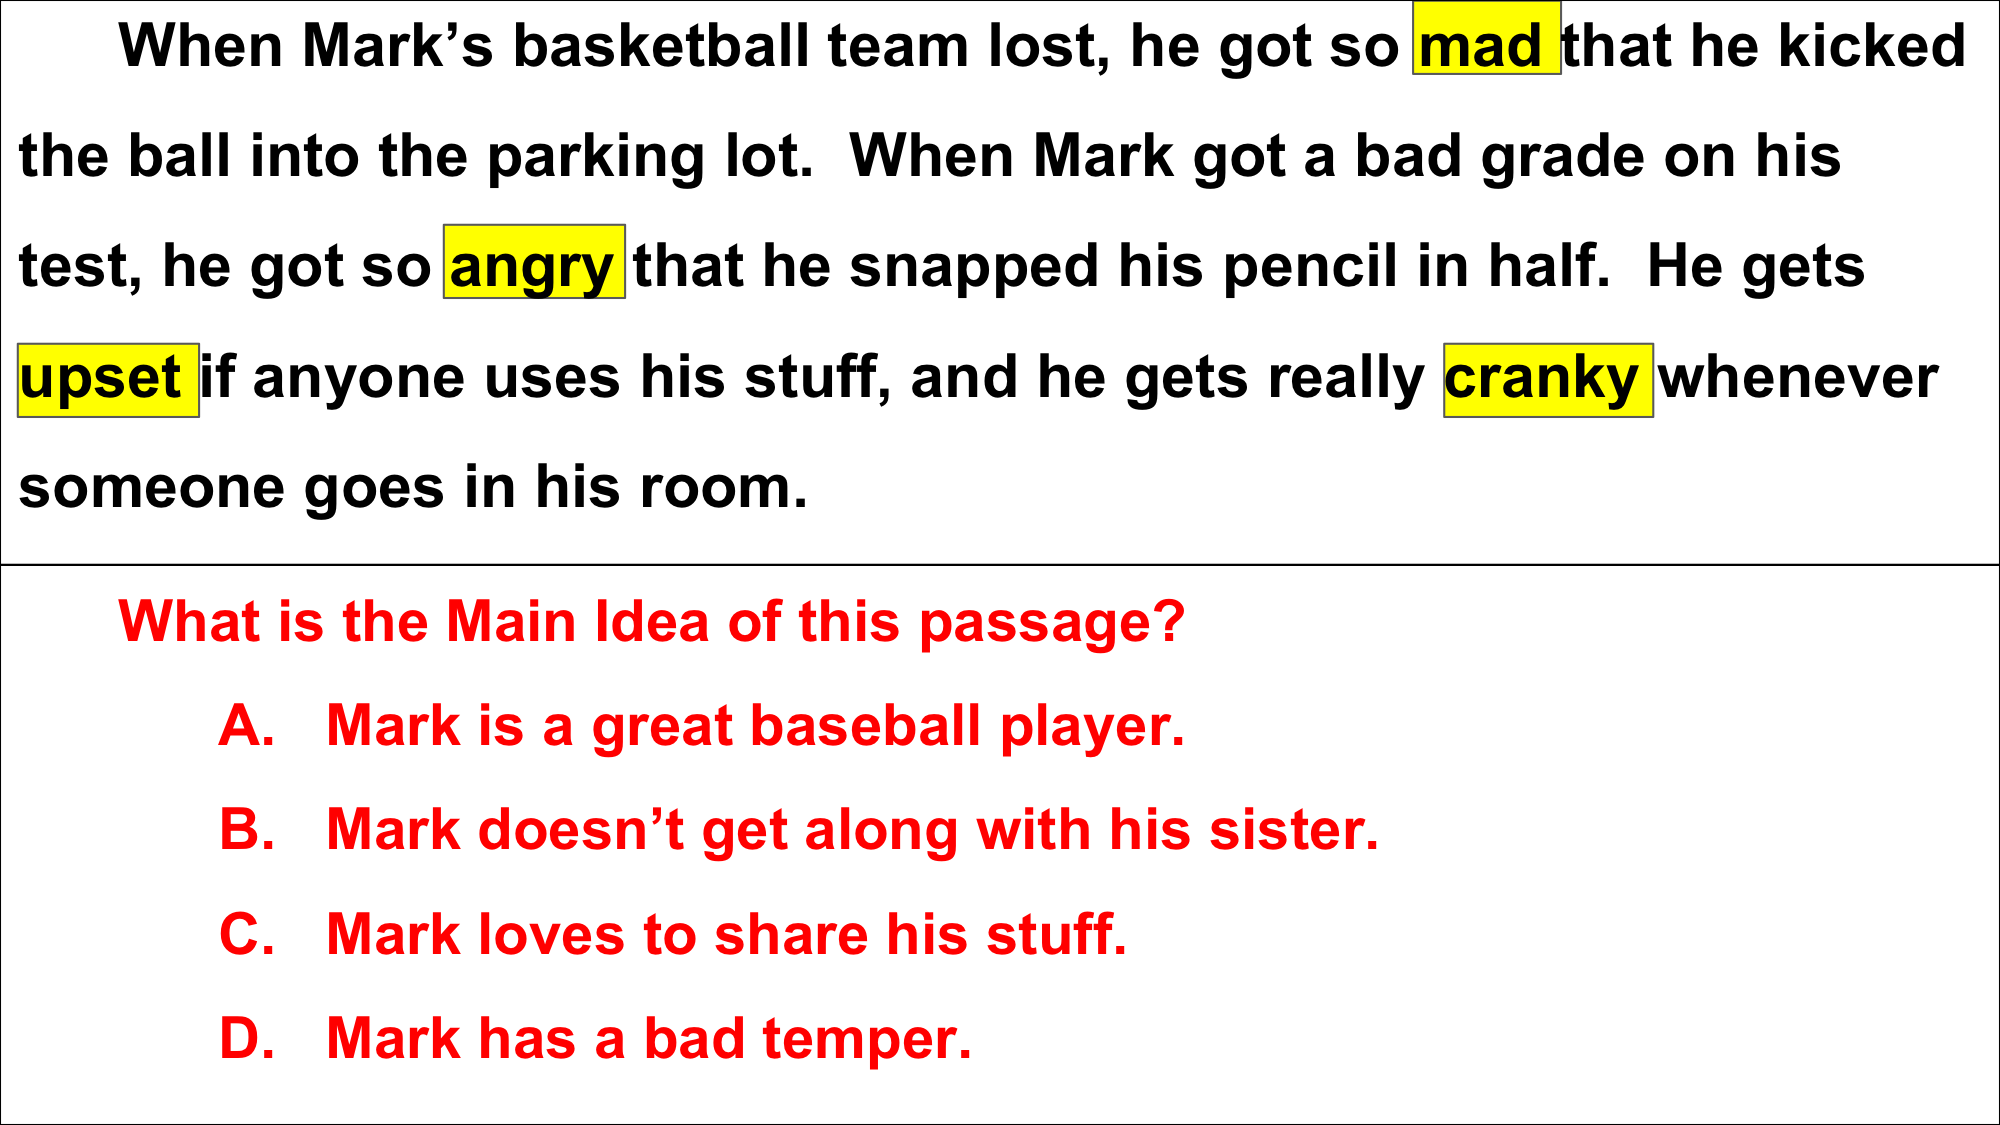 When Mark’s basketball team lost, he got so mad that he kicked
the ball into the parking lot.  When Mark got a bad grade on his
test, he got so angry that he snapped his pencil in half.  He gets
upset if anyone uses his stuff, and he gets really cranky whenever
someone goes in his room.
What is the Main Idea of this passage?
A. Mark is a great baseball player.
B. Mark doesn’t get along with his sister.
C. Mark loves to share his stuff.
D. Mark has a bad temper.